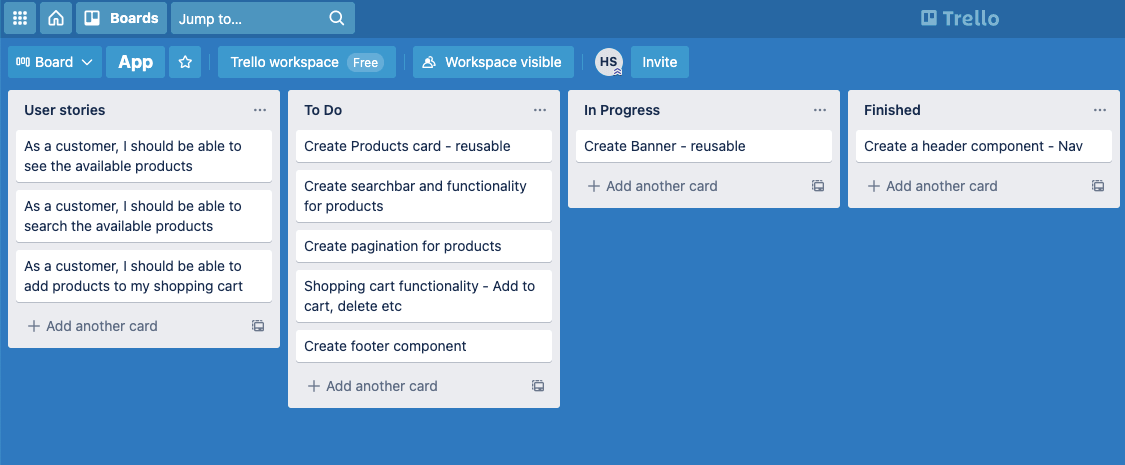 Boards
Jump to...
Trello
Board
App
Trello workspace Free
Workspace visible
HS
Invite
User stories
As a customer, I should be able to
see the available products
As a customer, I should be able to
search the available products
As a customer, I should be able to
add products to my shopping cart
+ Add another card
To Do
Create Products card - reusable
Create searchbar and functionality
for products
Create pagination for products
Shopping cart functionality - Add to
cart, delete etc
Create footer component
+ Add another card
In Progress
Create Banner - reusable
+ Add another card
Finished
Create a header component - Nav
+ Add another card